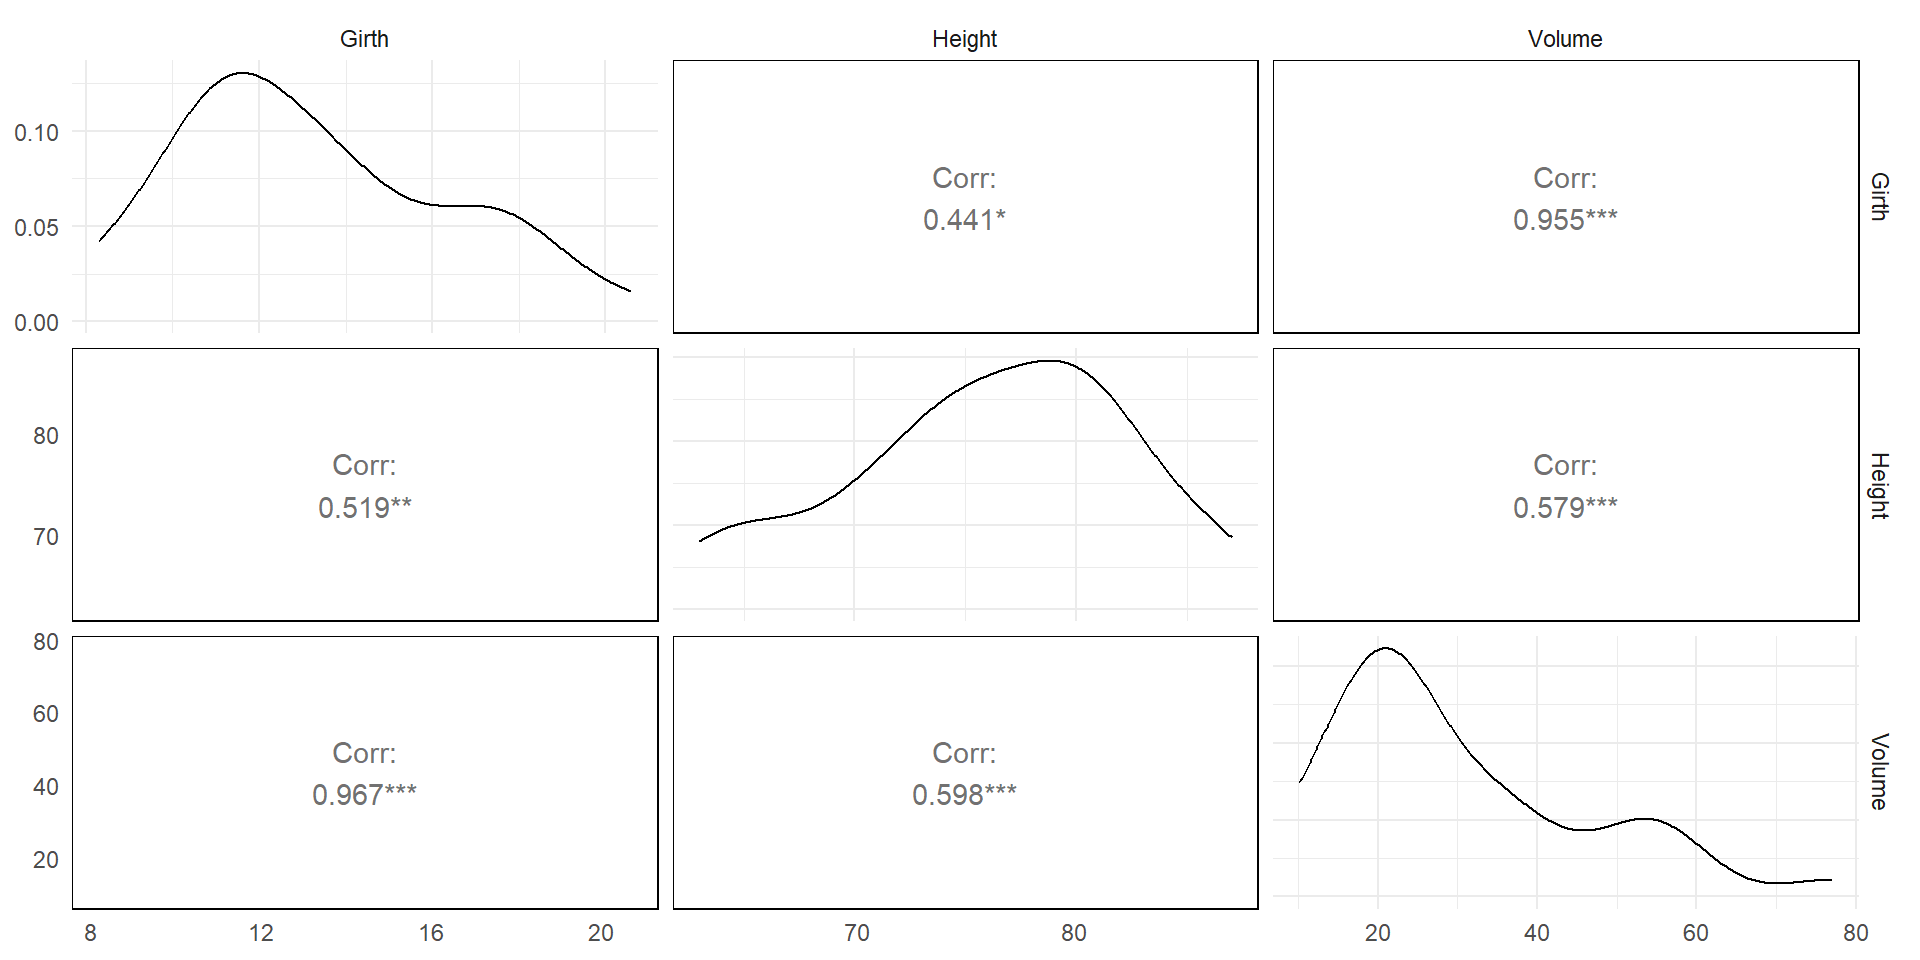 Girth Height Volume
0.10
0.05
0.00
Corr:
0.441*
Corr:
0.955***
Girth
80
70
Corr:
0.519**
Corr:
0.579***
Height
80
60
40
20
Corr:
0.967***
Corr:
0.598***
Volume
8 12 16 20 70 80 20 40 60 80